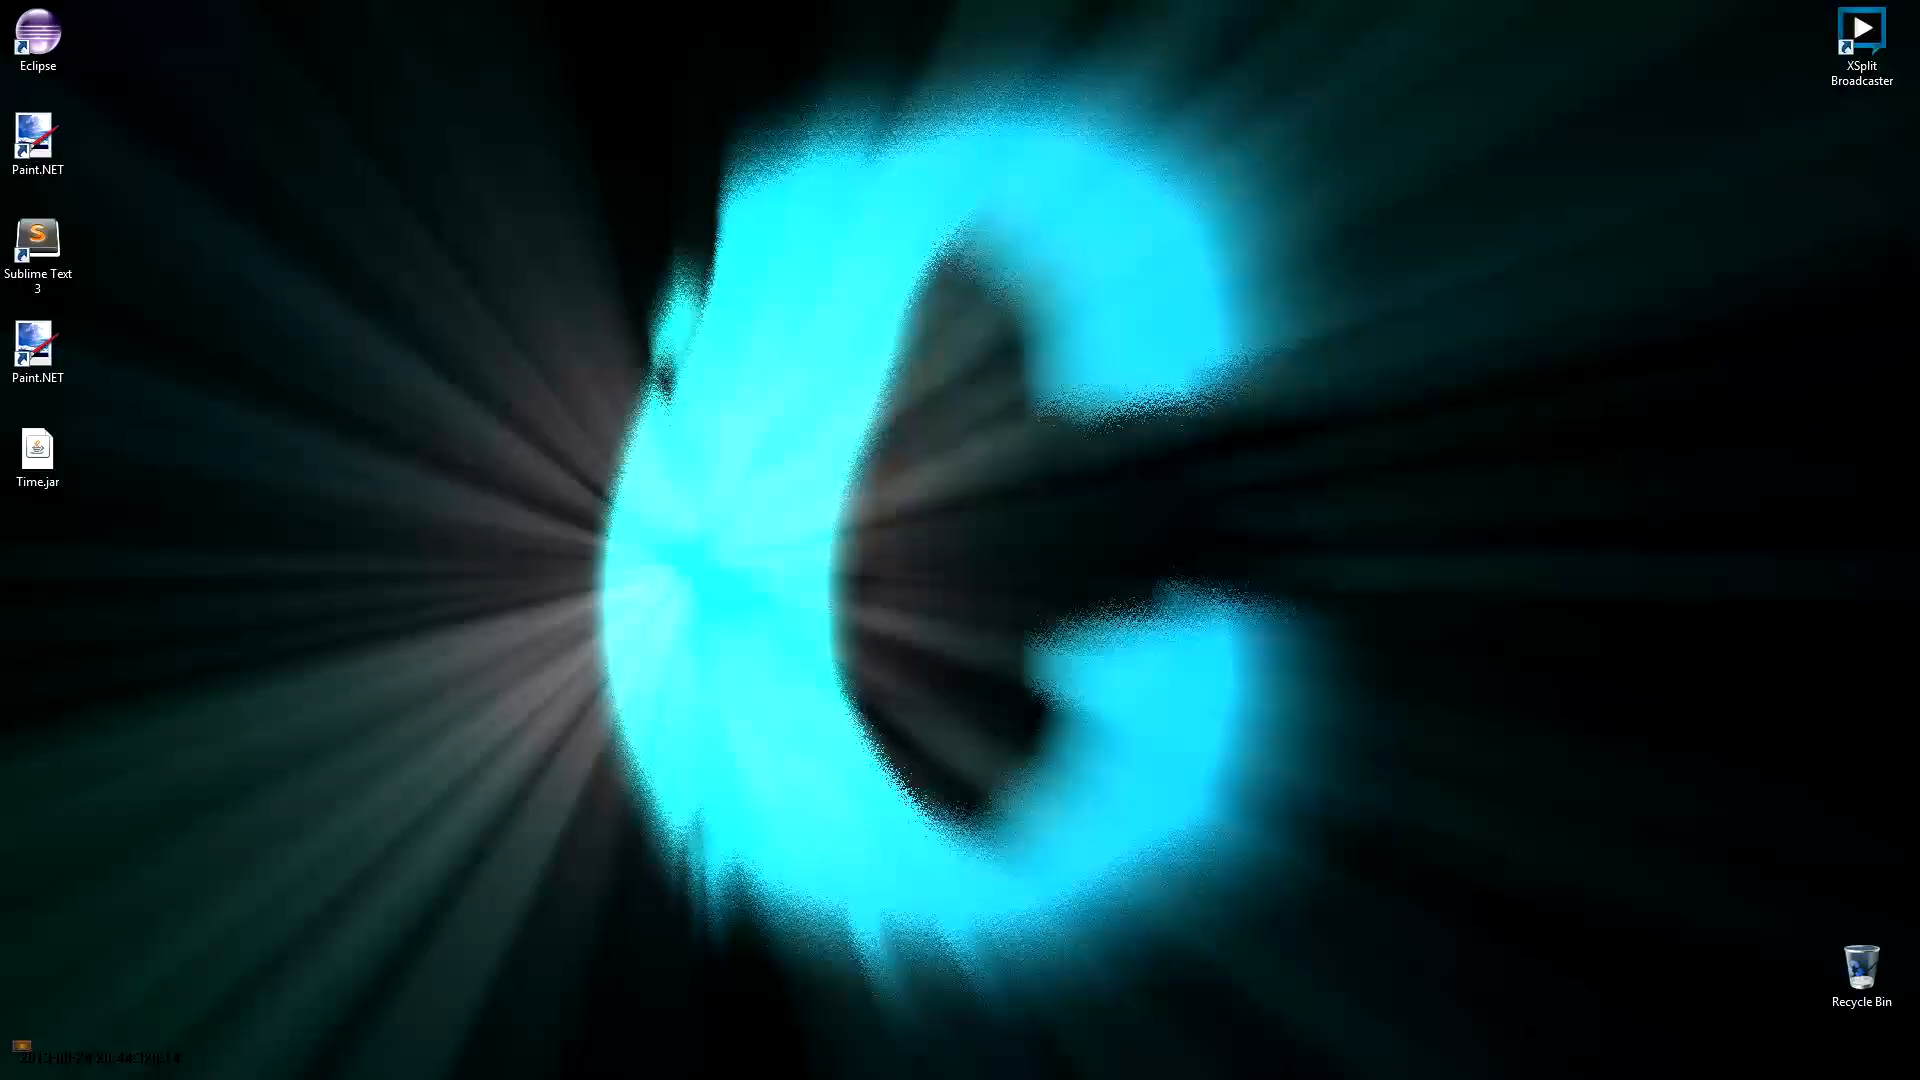 Eclipse
Paint.NET
Sublime Text
3
Paint.NET
Time.jar
XSplit
Broadcaster
Recycle Bin
C